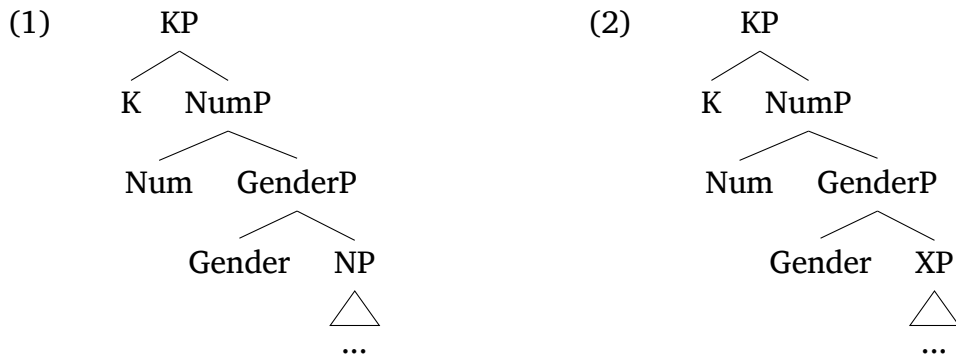 (1) KP (2) KP
K NumP K NumP
Num GenderP Num GenderP
Gender NP Gender XP
... ...